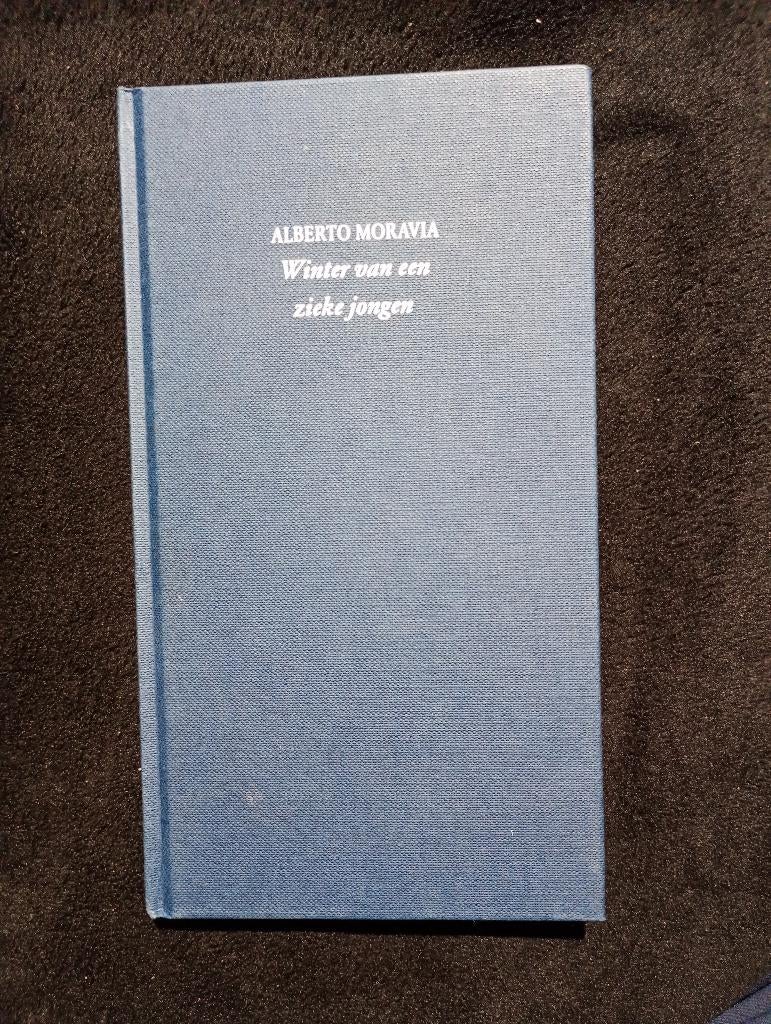 ALBERTO MORAVIA
Winter van een
zieke jongen